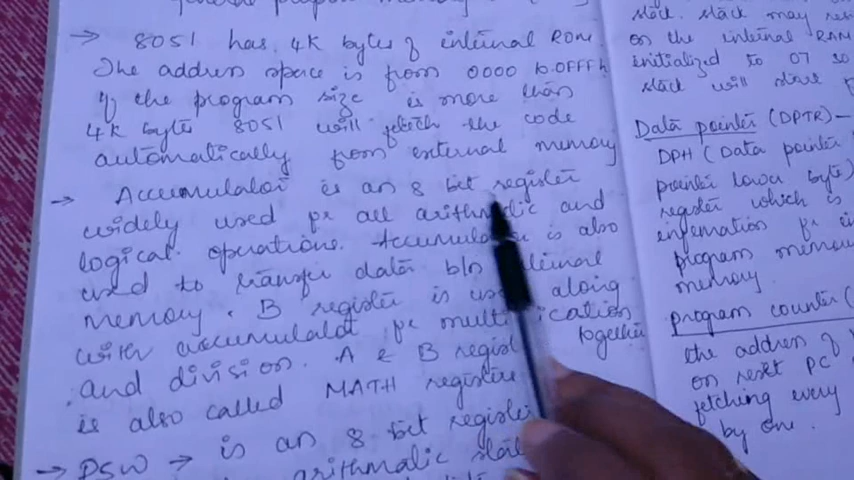 general purpose memory
→ 8051 has 4K bytes of internal ROM.
The address space is from 0000 to 0FFFh
If the program size is more than
4K bytes 8051 will fetch the code
automatically from external memory
→ Accumulator is an 8 bit register
widely used for all arithmetic and
logical operations. Accumulator is also
used to transfer data b/n
memory. B register is used along
with accumulator for multiplication
and division. A & B together
is also called MATH registers
→ PSW → is an 8 bit register
arithmatic
stack. stack may
on the internal RAM
initialized to 07 so
stack will
Data pointer (DPTR) –
DPH (Data pointer
pointer lower byte)
register which is
information
program memory
memory.
program counter (
the address of
on reset PC
fetching every
by one.